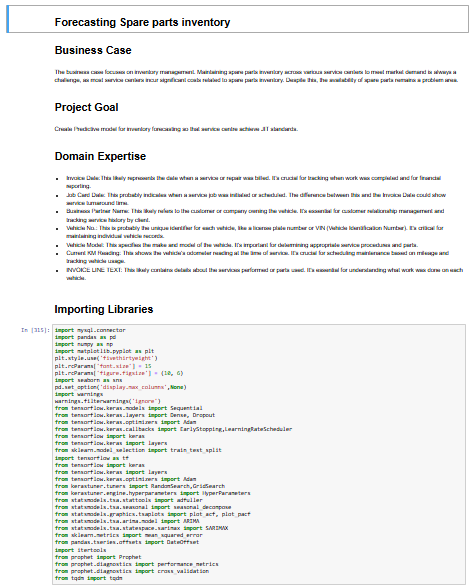 Forecasting Spare parts inventory
Business Case
The business case focuses on inventory management. Maintaining spare parts inventory across various service centers to meet market demand is always a
challenge, as most service centers incur significant costs related to spare parts inventory. Despite this, the availability of spare parts remains a problem area.
Project Goal
Create Predictive model for inventory forecasting so that service centre achieve JIT standards.
Domain Expertise
• Invoice Date:This likely represents the date when a service or repair was billed. It's crucial for tracking when work was completed and for financial
reporting.
• Job Card Date: This probably indicates when a service job was initiated or scheduled. The difference between this and the Invoice Date could show
service turnaround time.
• Business Partner Name: This likely refers to the customer or company owning the vehicle. It's essential for customer relationship management and
tracking service history by client.
• Vehicle No.: This is probably the unique identifier for each vehicle, like a license plate number or VIN (Vehicle Identification Number). It's critical for
maintaining individual vehicle records.
• Vehicle Model: This specifies the make and model of the vehicle. It's important for determining appropriate service procedures and parts.
• Current KM Reading: This shows the vehicle's odometer reading at the time of service. It's crucial for scheduling maintenance based on mileage and
tracking vehicle usage.
• INVOICE LINE TEXT: This likely contains details about the services performed or parts used. It's essential for understanding what work was done on each
vehicle.
Importing Libraries
In [315]: import mysql.connector
import pandas as pd
import numpy as np
import matplotlib.pyplot as plt
plt.style.use('fivethirtyeight')
plt.rcParams['font.size'] = 15
plt.rcParams['figure.figsize'] = (10, 6)
import seaborn as sns
pd.set_option('display.max_columns',None)
import warnings
warnings.filterwarnings('ignore')
from tensorflow.keras.models import Sequential
from tensorflow.keras.layers import Dense, Dropout
from tensorflow.keras.optimizers import Adam
from tensorflow.keras.callbacks import EarlyStopping,LearningRateScheduler
from tensorflow import keras
from tensorflow.keras import layers
from sklearn.model_selection import train_test_split
import tensorflow as tf
from tensorflow import keras
from tensorflow.keras import layers
from tensorflow.keras.optimizers import Adam
from kerastuner.tuners import RandomSearch,GridSearch
from kerastuner.engine.hyperparameters import HyperParameters
from statsmodels.tsa.stattools import adfuller
from statsmodels.tsa.seasonal import seasonal_decompose
from statsmodels.graphics.tsaplots import plot_acf, plot_pacf
from statsmodels.tsa.arima.model import ARIMA
from statsmodels.tsa.statespace.sarimax import SARIMAX
from sklearn.metrics import mean_squared_error
from pandas.tseries.offsets import DateOffset
import itertools
from prophet import Prophet
from prophet.diagnostics import performance_metrics
from prophet.diagnostics import cross_validation
from tqdm import tqdm